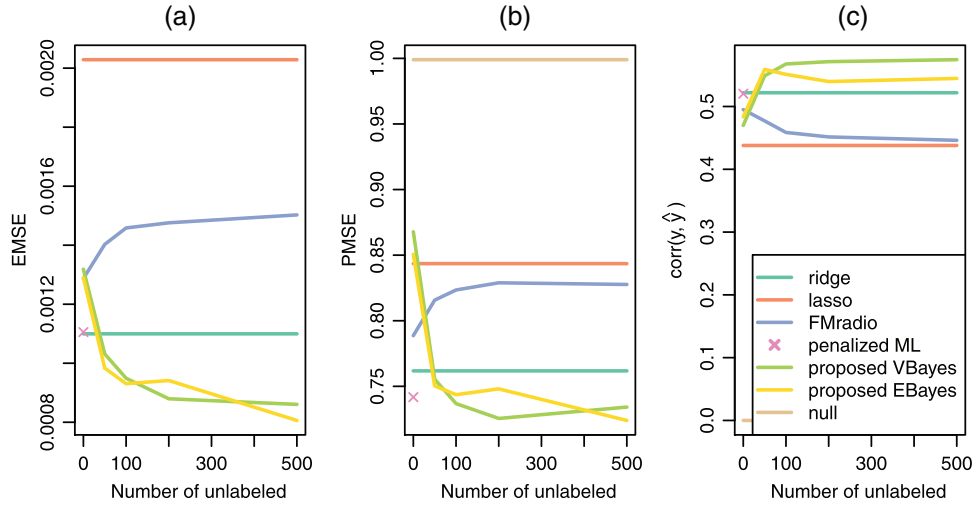 (a)
EMSE
0.0020
0.0016
0.0012
0.0008
0 100 300 500
Number of unlabeled
(b)
PMSE
1.00
0.95
0.90
0.85
0.80
0.75
0 100 300 500
Number of unlabeled
(c)
corr(y, ŷ )
0.5
0.4
0.3
0.2
0.1
0.0
ridge
lasso
FMradio
penalized ML
proposed VBayes
proposed EBayes
null
0 100 300 500
Number of unlabeled